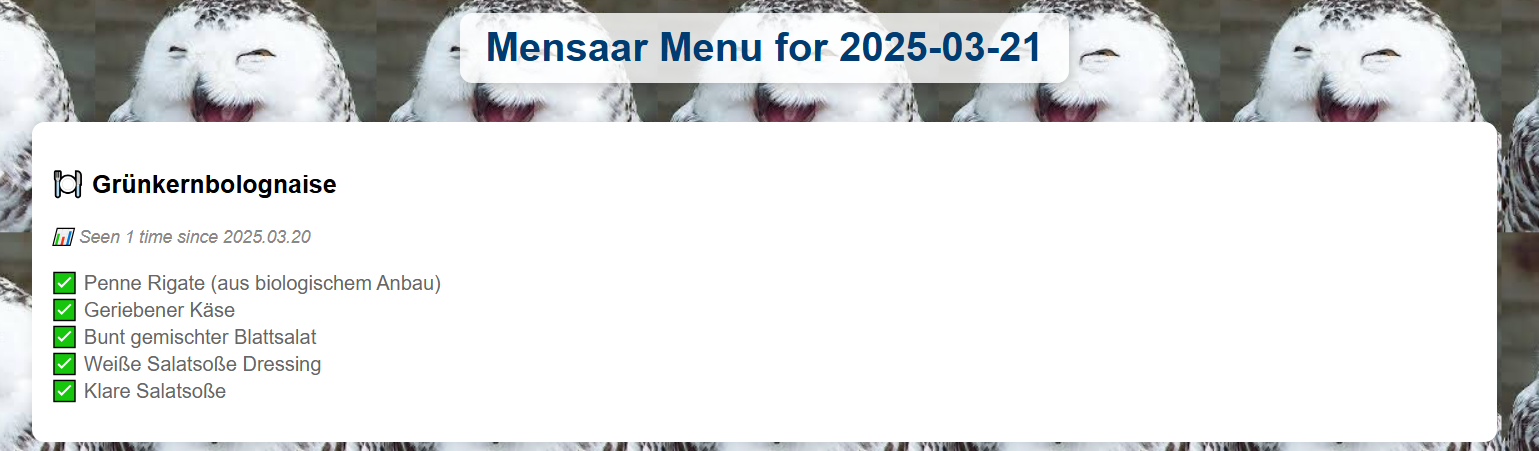 Mensaar Menu for 2025-03-21
🍽️ Grünkernbolognaise
📊 Seen 1 time since 2025.03.20
✅ Penne Rigate (aus biologischem Anbau)
✅ Geriebener Käse
✅ Bunt gemischter Blattsalat
✅ Weiße Salatsoße Dressing
✅ Klare Salatsoße